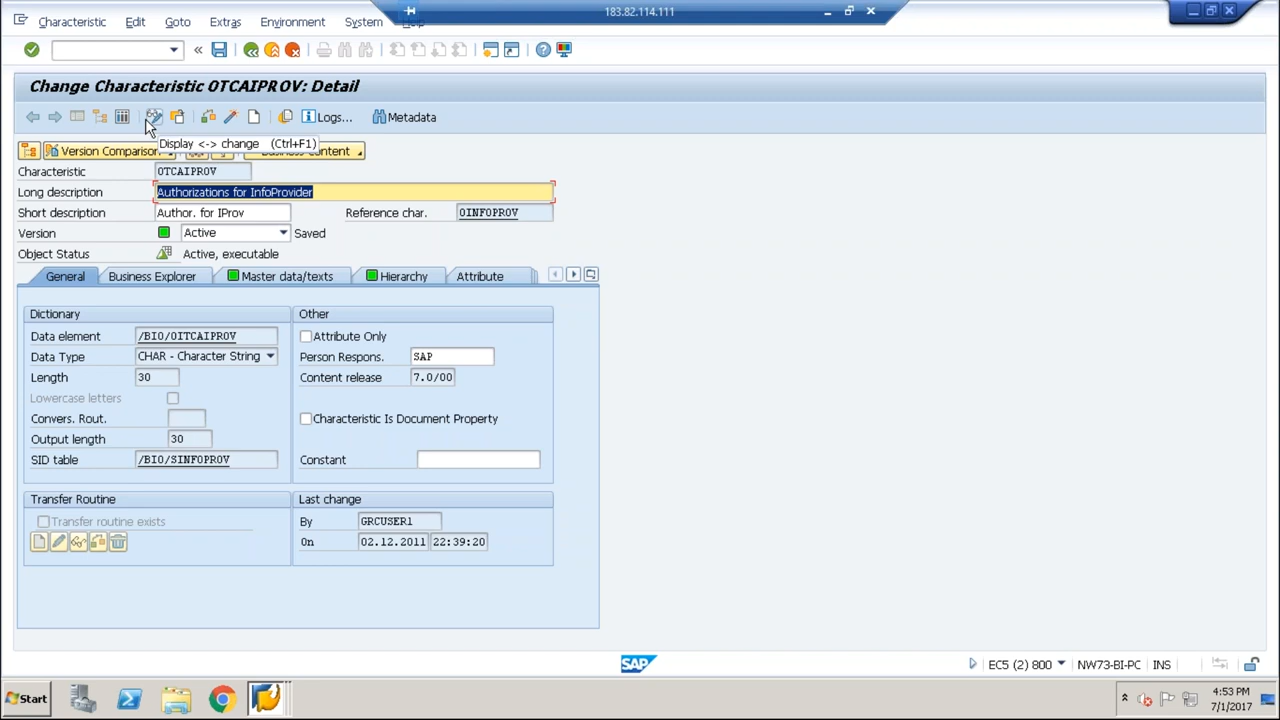 183.82.114.111
Characteristic Edit Goto Extras Environment System Help
Change Characteristic 0TCAIPROV: Detail
Logs... Metadata
Display <-> change (Ctrl+F1)
Version Comparison Business Content
Characteristic 0TCAIPROV
Long description Authorizations for InfoProvider
Short description Author. for IProv Reference char. 0INFOPROV
Version Active Saved
Object Status Active, executable
General Business Explorer Master data/texts Hierarchy Attribute
Dictionary Other
Data element /BI0/OITCAIPROV Attribute Only
Data Type CHAR - Character String Person Respons. SAP
Length 30 Content release 7.0/00
Lowercase letters
Convers. Rout. Characteristic Is Document Property
Output length 30
SID table /BI0/SINFOPROV Constant
Transfer Routine Last change
Transfer routine exists By GRCUSER1
On 02.12.2011 22:39:20
SAP
EC5 (2) 800 NW73-BI-PC INS
Start 4:53 PM
7/1/2017